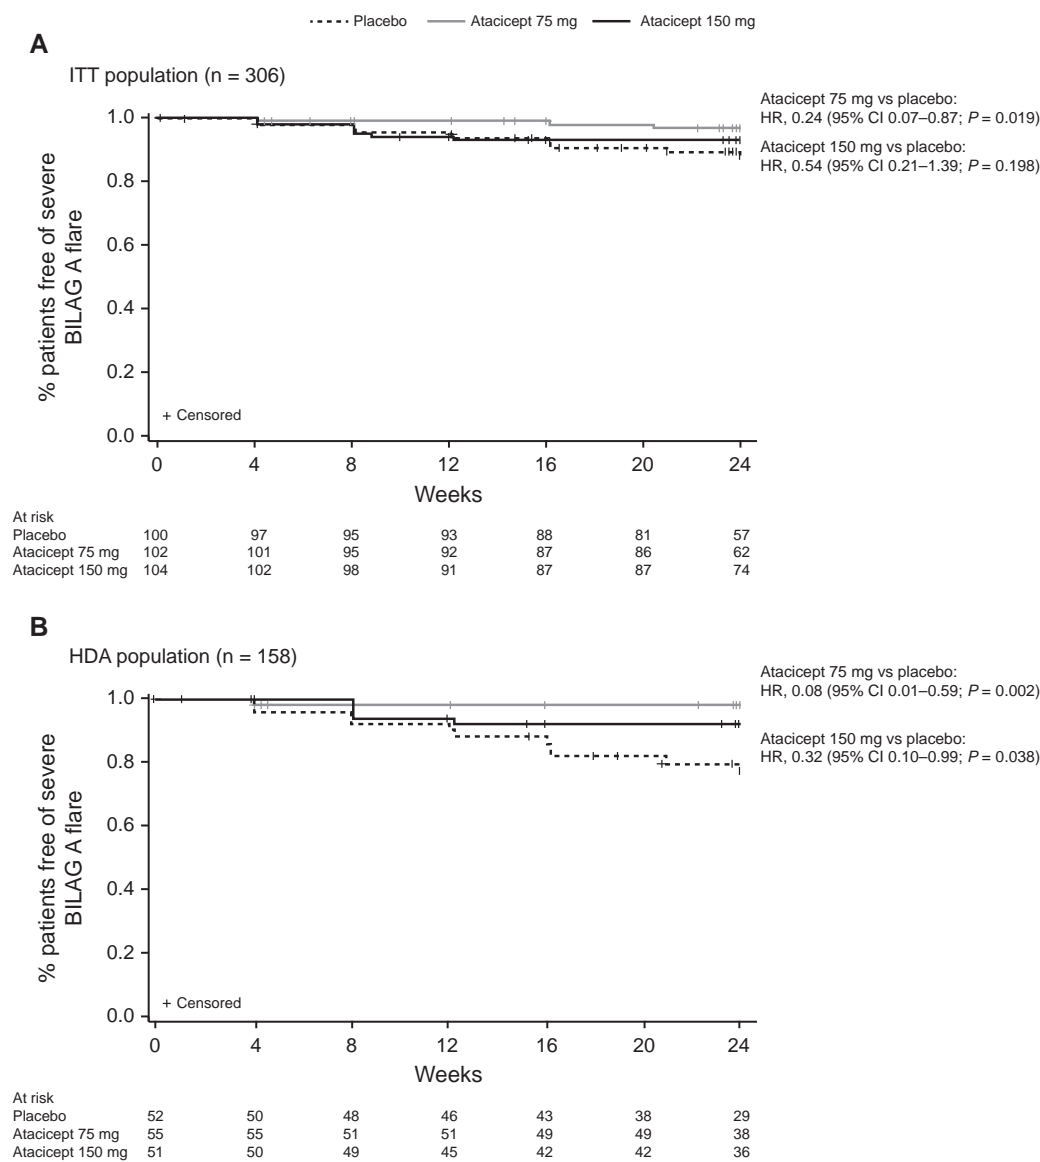 Placebo Atacicept 75 mg Atacicept 150 mg
A
ITT population (n = 306)
Atacicept 75 mg vs placebo:
HR, 0.24 (95% CI 0.07–0.87; P = 0.019)
Atacicept 150 mg vs placebo:
HR, 0.54 (95% CI 0.21–1.39; P = 0.198)
% patients free of severe
BILAG A flare
1.0
0.8
0.6
0.4
0.2
0.0
+ Censored
0 4 8 12 16 20 24
Weeks
At risk
Placebo 100 97 95 93 88 81 57
Atacicept 75 mg 102 101 95 92 87 86 62
Atacicept 150 mg 104 102 98 91 87 87 74
B
HDA population (n = 158)
Atacicept 75 mg vs placebo:
HR, 0.08 (95% CI 0.01–0.59; P = 0.002)
Atacicept 150 mg vs placebo:
HR, 0.32 (95% CI 0.10–0.99; P = 0.038)
% patients free of severe
BILAG A flare
1.0
0.8
0.6
0.4
0.2
0.0
+ Censored
0 4 8 12 16 20 24
Weeks
At risk
Placebo 52 50 48 46 43 38 29
Atacicept 75 mg 55 55 51 51 49 49 38
Atacicept 150 mg 51 50 49 45 42 42 36